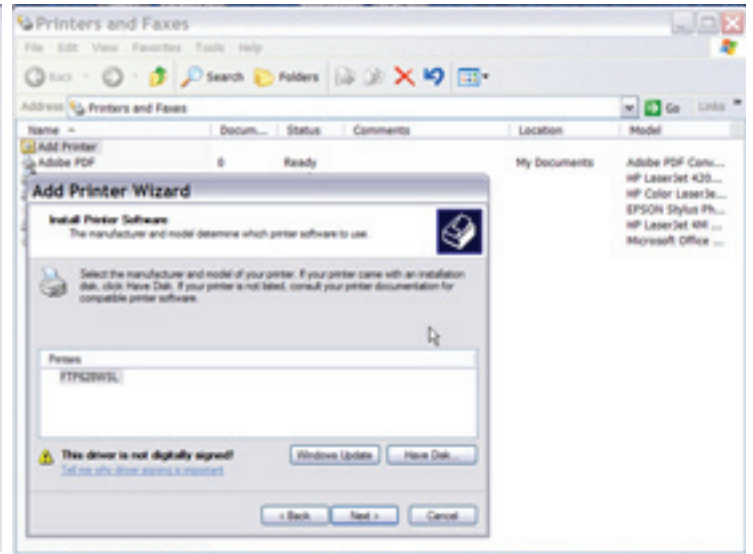 Printers and Faxes
File Edit View Favorites Tools Help
Back Search Folders
Address Printers and Faxes Go Links
Name Docum... Status Comments Location Model
Add Printer
Adobe PDF 0 Ready My Documents Adobe PDF Conv...
HP LaserJet 420...
HP Color LaserJe...
EPSON Stylus Ph...
HP LaserJet 4M ...
Microsoft Office ...
Add Printer Wizard
Install Printer Software
The manufacturer and model determine which printer software to use.
Select the manufacturer and model of your printer. If your printer came with an installation
disk, click Have Disk. If your printer is not listed, consult your printer documentation for
compatible printer software.
Printers
FTP628WSL
This driver is not digitally signed!
Tell me why driver signing is important
Windows Update Have Disk...
< Back Next > Cancel